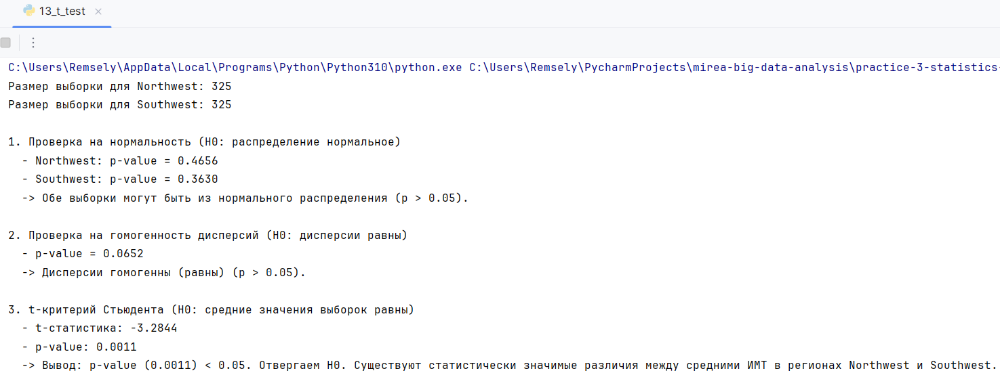 13_t_test
C:\Users\Remsely\AppData\Local\Programs\Python\Python310\python.exe C:\Users\Remsely\PycharmProjects\mirea-big-data-analysis\practice-3-statistics-
Размер выборки для Northwest: 325
Размер выборки для Southwest: 325
1. Проверка на нормальность (H0: распределение нормальное)
- Northwest: p-value = 0.4656
- Southwest: p-value = 0.3630
-> Обе выборки могут быть из нормального распределения (p > 0.05).
2. Проверка на гомогенность дисперсий (H0: дисперсии равны)
- p-value = 0.0652
-> Дисперсии гомогенны (равны) (p > 0.05).
3. t-критерий Стьюдента (H0: средние значения выборок равны)
- t-статистика: -3.2844
- p-value: 0.0011
-> Вывод: p-value (0.0011) < 0.05. Отвергаем H0. Существуют статистически значимые различия между средними ИМТ в регионах Northwest и Southwest.